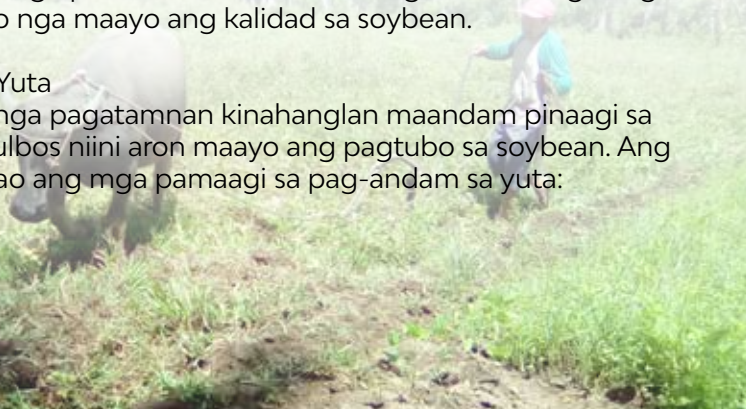 nga maayo ang kalidad sa soybean.
Yuta
nga pagatamnan kinahanglan maandam pinaagi sa
niini aron maayo ang pagtubo sa soybean. Ang
ang mga pamaagi sa pag-andam sa yuta: